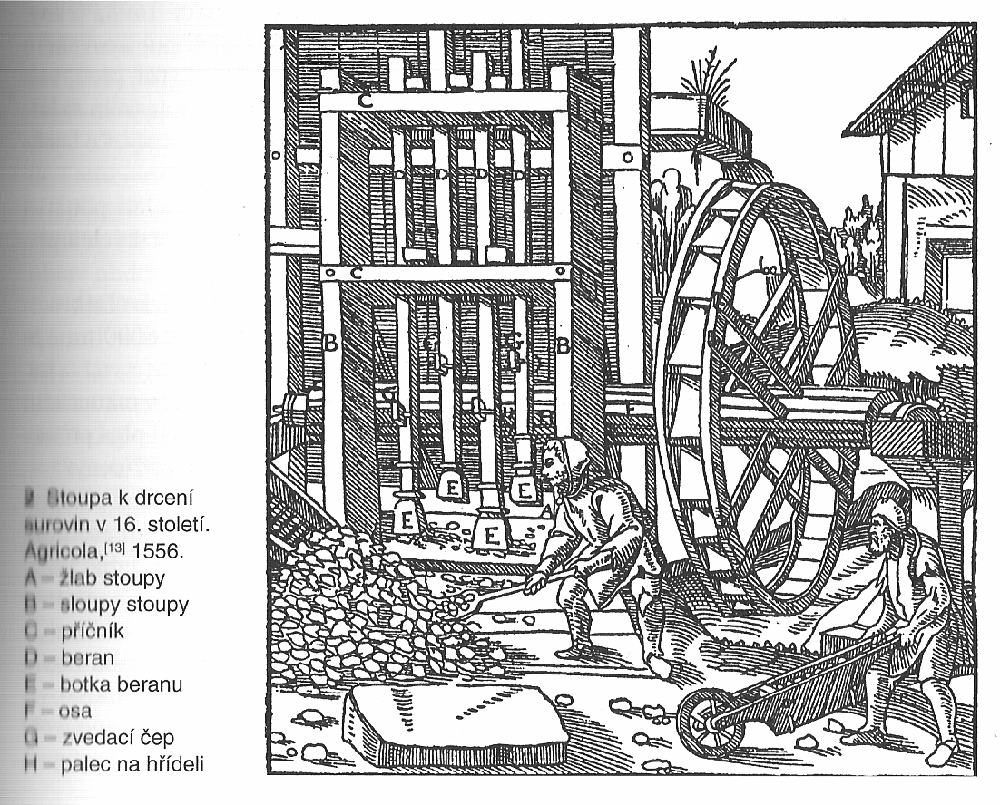 2 Stoupa k drcení
surovin v 16. století.
Agricola,[13] 1556.
A – žlab stoupy
B – sloupy stoupy
C – příčník
D – beran
E – botka beranu
F – osa
G – zvedací čep
H – palec na hřídeli
C
D D D D
C
B B
G G
G H G
F
E E
A
E
E